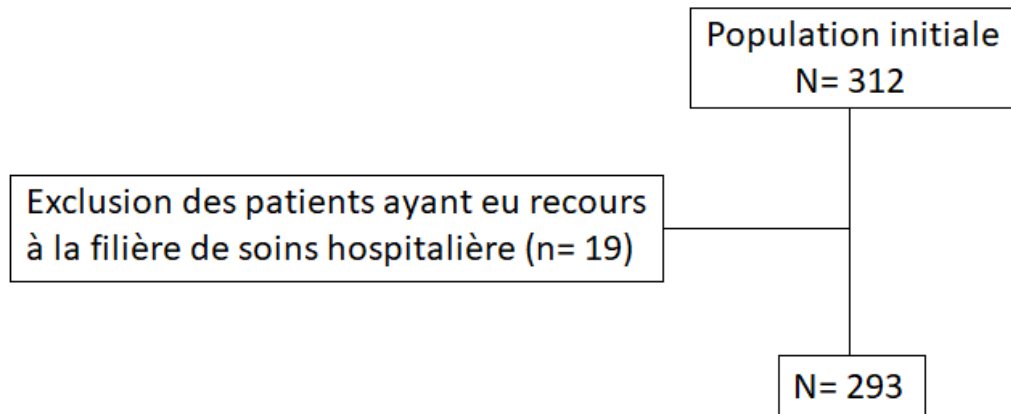 Population initiale
N= 312
Exclusion des patients ayant eu recours
à la filière de soins hospitalière (n= 19)
N= 293